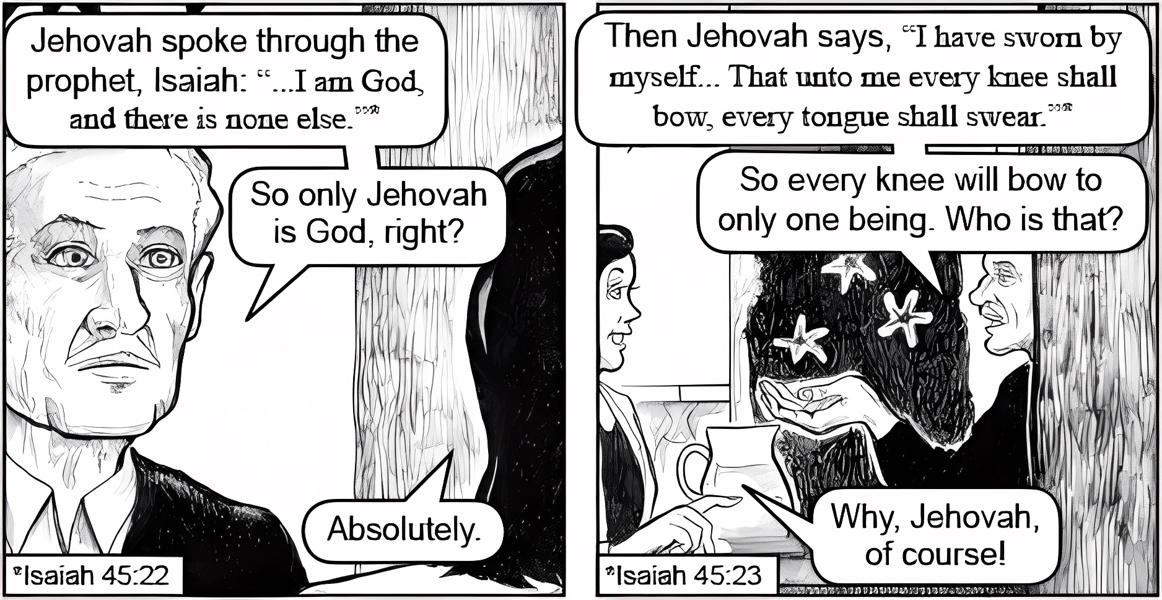 Jehovah spoke through the
prophet, Isaiah: “...I am God,
and there is none else.”*
So only Jehovah
is God, right?
Absolutely.
*Isaiah 45:22
Then Jehovah says, “I have sworn by
myself... That unto me every knee shall
bow, every tongue shall swear.”*
So every knee will bow to
only one being. Who is that?
Why, Jehovah,
of course!
*Isaiah 45:23